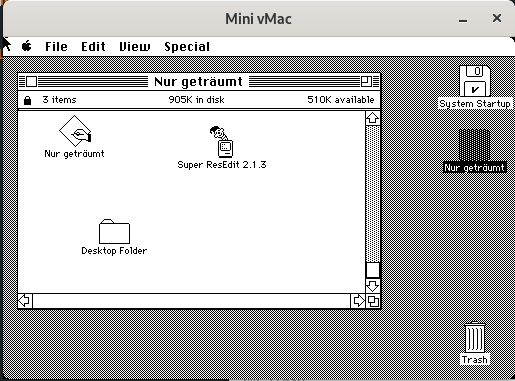 Mini vMac
File Edit View Special
Nur geträumt
3 items 905K in disk 510K available
Nur geträumt
Super ResEdit 2.1.3
Desktop Folder
System Startup
Nur geträumt
Trash